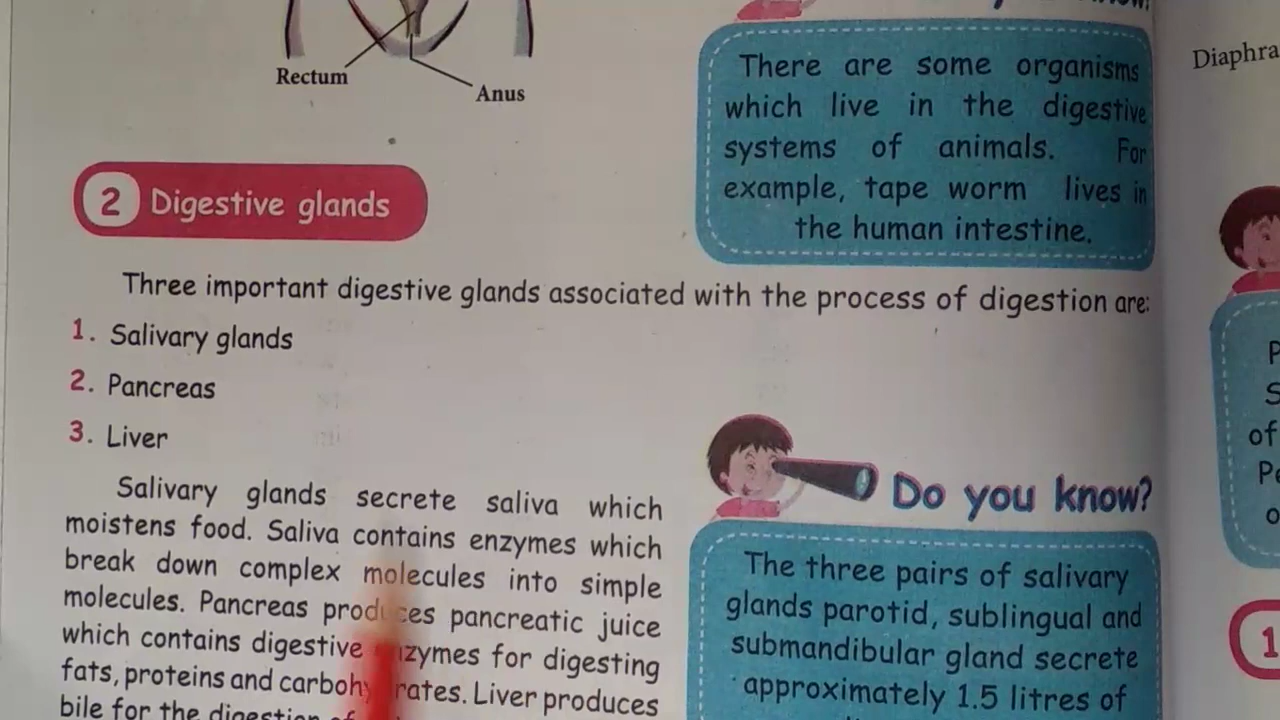 Rectum
Anus
There are some organisms
which live in the digestive
systems of animals. For
example, tape worm lives in
the human intestine.
2 Digestive glands
Three important digestive glands associated with the process of digestion are:
1. Salivary glands
2. Pancreas
3. Liver
Salivary glands secrete saliva which
moistens food. Saliva contains enzymes which
break down complex molecules into simple
molecules. Pancreas produces pancreatic juice
which contains digestive enzymes for digesting
fats, proteins and carbohydrates. Liver produces
bile for the digestion of
Do you know?
The three pairs of salivary
glands parotid, sublingual and
submandibular gland secrete
approximately 1.5 litres of
of
1